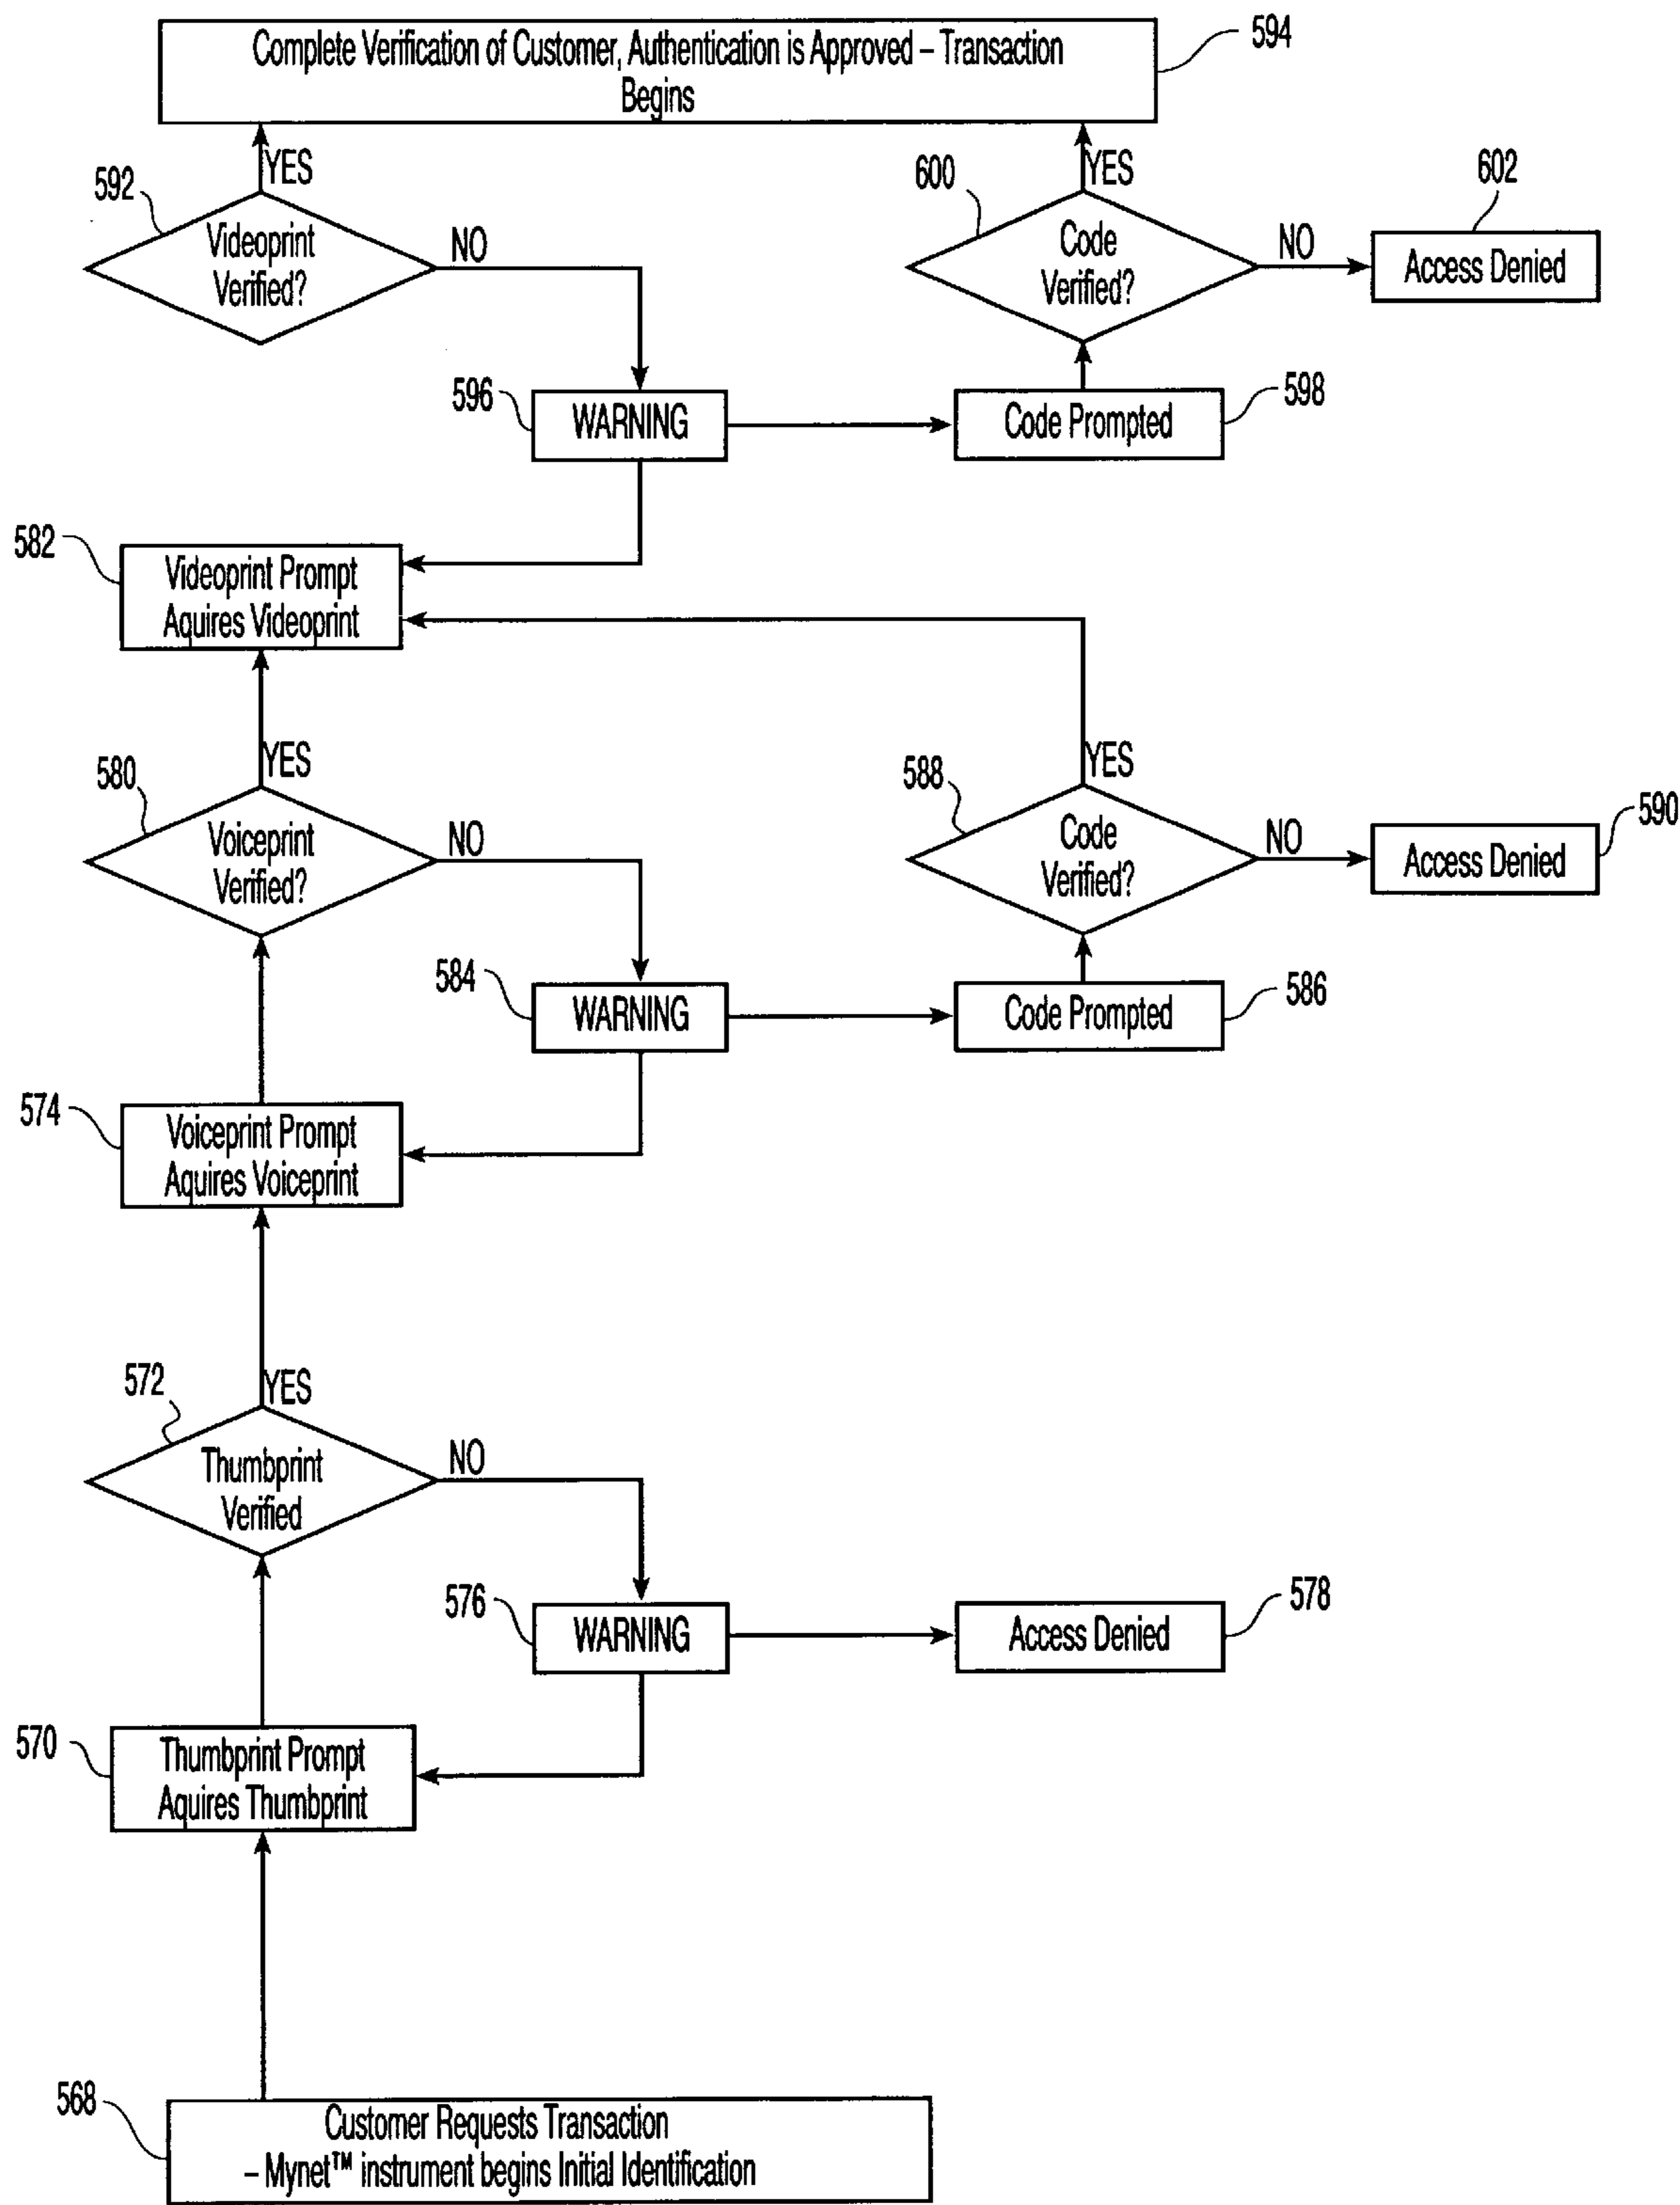 594
Complete Verification of Customer, Authentication is Approved – Transaction
Begins
YES
YES
592
600
602
Videoprint
Verified?
NO
Code
Verified?
NO
Access Denied
596
WARNING
Code Prompted
598
582
Videoprint Prompt
Aquires Videoprint
YES
YES
580
588
590
Voiceprint
Verified?
NO
Code
Verified?
NO
Access Denied
584
WARNING
Code Prompted
586
574
Voiceprint Prompt
Aquires Voiceprint
572
YES
Thumbprint
Verified
NO
576
WARNING
Access Denied
578
570
Thumbprint Prompt
Aquires Thumbprint
568
Customer Requests Transaction
– Mynet™ instrument begins Initial Identification